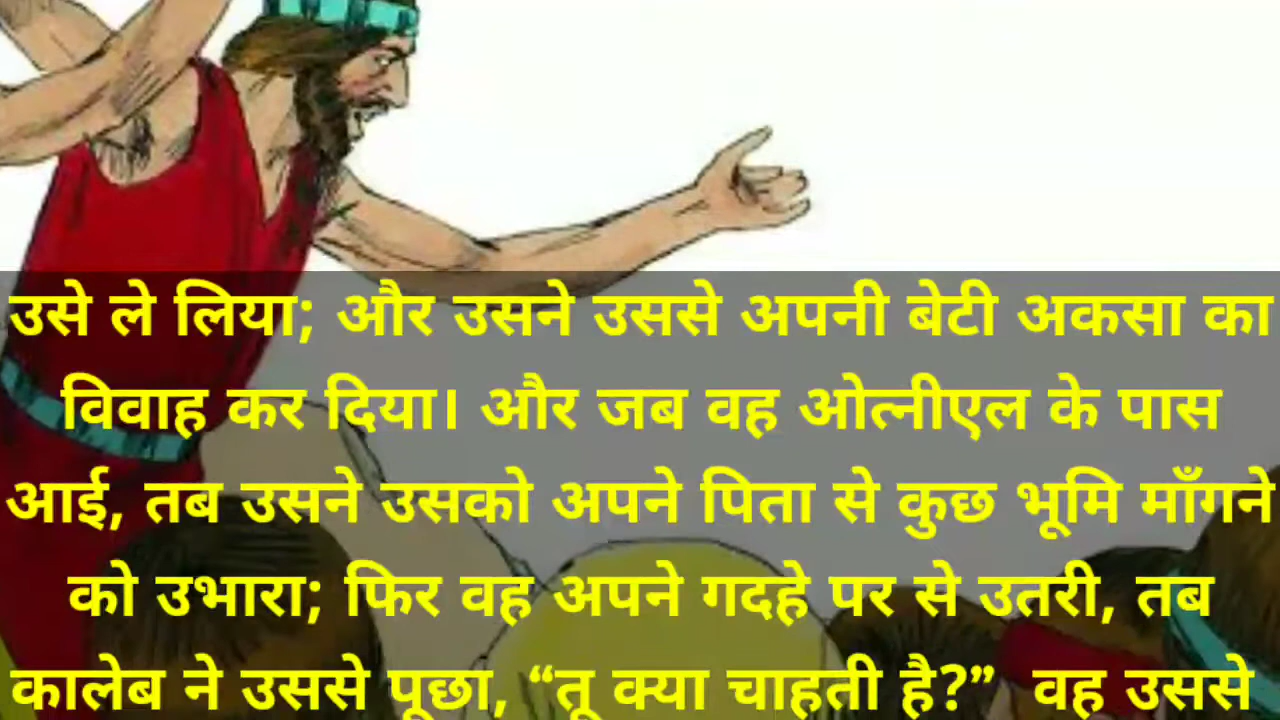 उसे ले लिया; और उसने उससे अपनी बेटी अकसा का
विवाह कर दिया। और जब वह ओत्नीएल के पास
आई, तब उसने उसको अपने पिता से कुछ भूमि माँगने
को उभारा; फिर वह अपने गदहे पर से उतरी, तब
कालेब ने उससे पूछा, “तू क्या चाहती है?” वह उससे